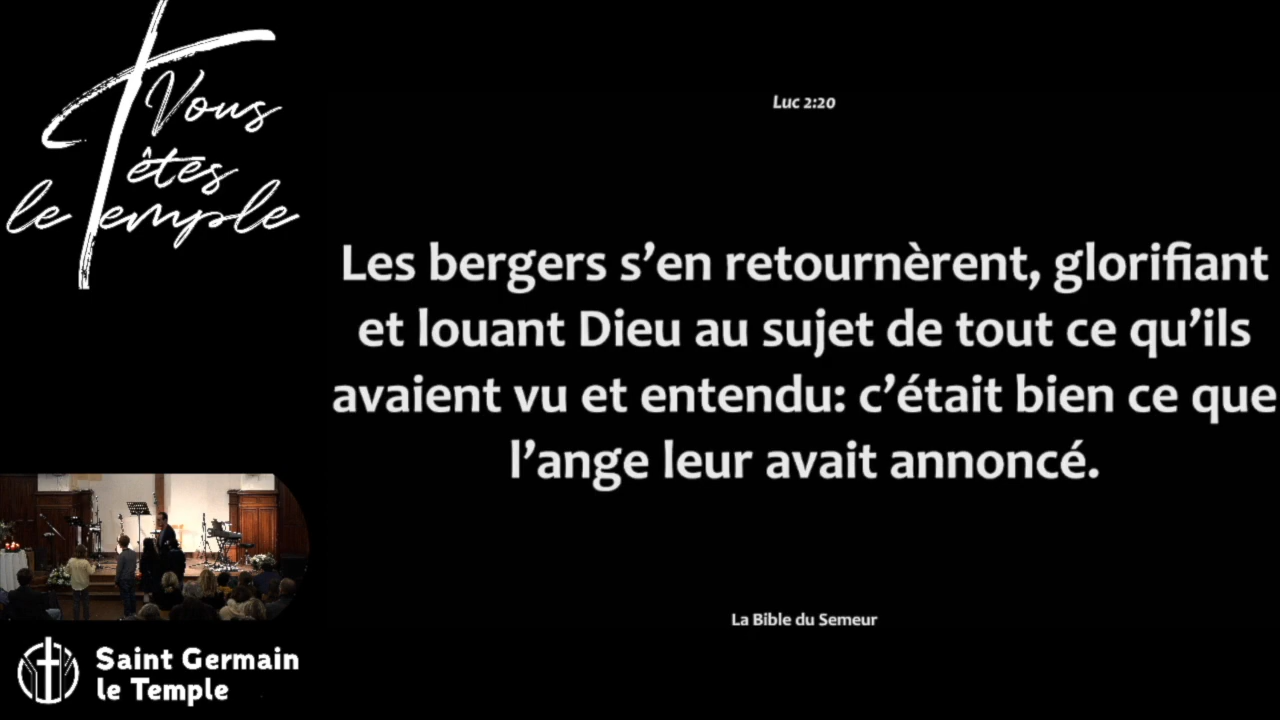 Vous
êtes
le Temple
Luc 2:20
Les bergers s’en retournèrent, glorifiant
et louant Dieu au sujet de tout ce qu’ils
avaient vu et entendu: c’était bien ce que
l’ange leur avait annoncé.
La Bible du Semeur
Saint Germain
le Temple